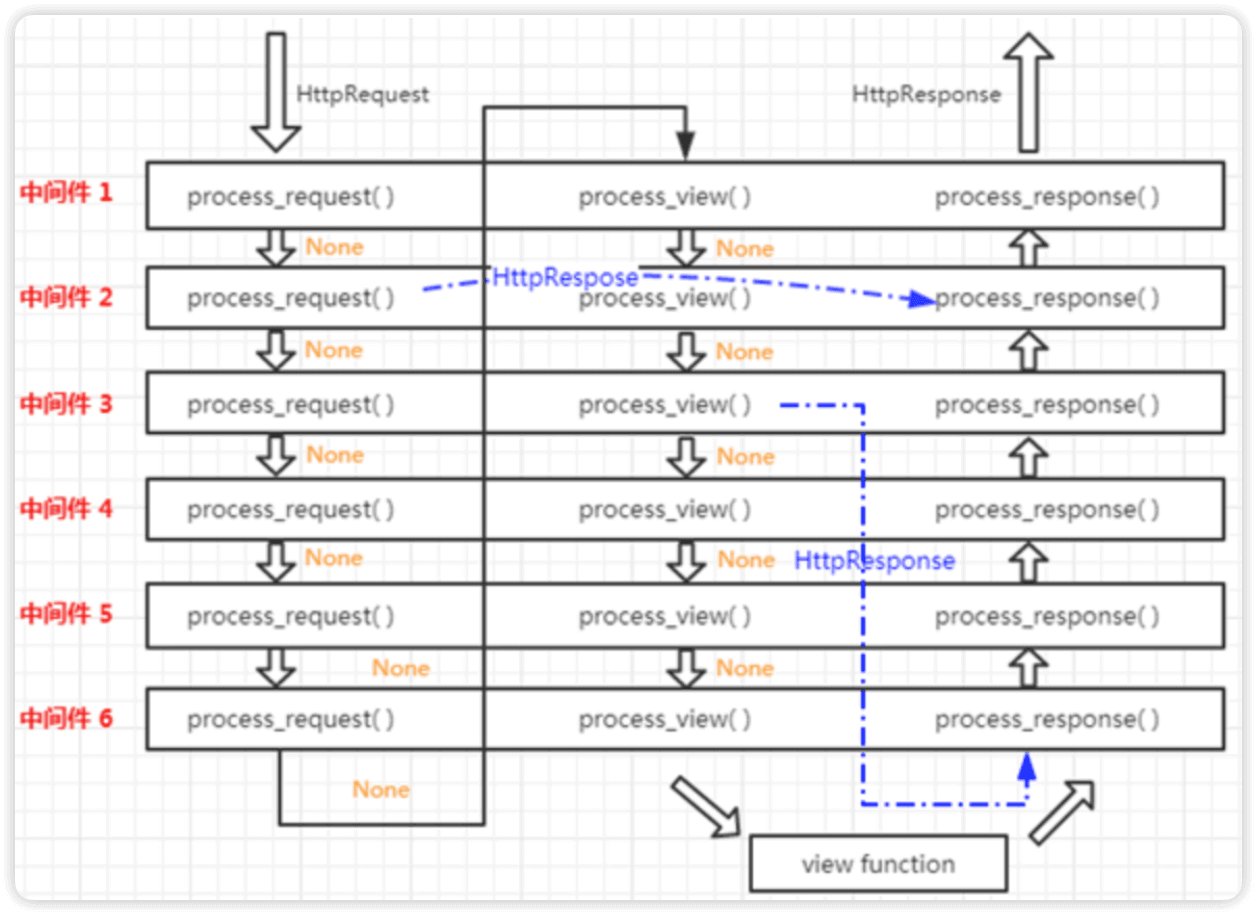 HttpRequest
HttpResponse
中间件 1
process_request( )
process_view( )
process_response( )
None
None
中间件 2
process_request( )
HttpRespose
process_view( )
process_response( )
None
None
中间件 3
process_request( )
process_view( )
process_response( )
None
None
中间件 4
process_request( )
process_view( )
process_response( )
None
None
HttpResponse
中间件 5
process_request( )
process_view( )
process_response( )
None
None
中间件 6
process_request( )
process_view( )
process_response( )
None
view function